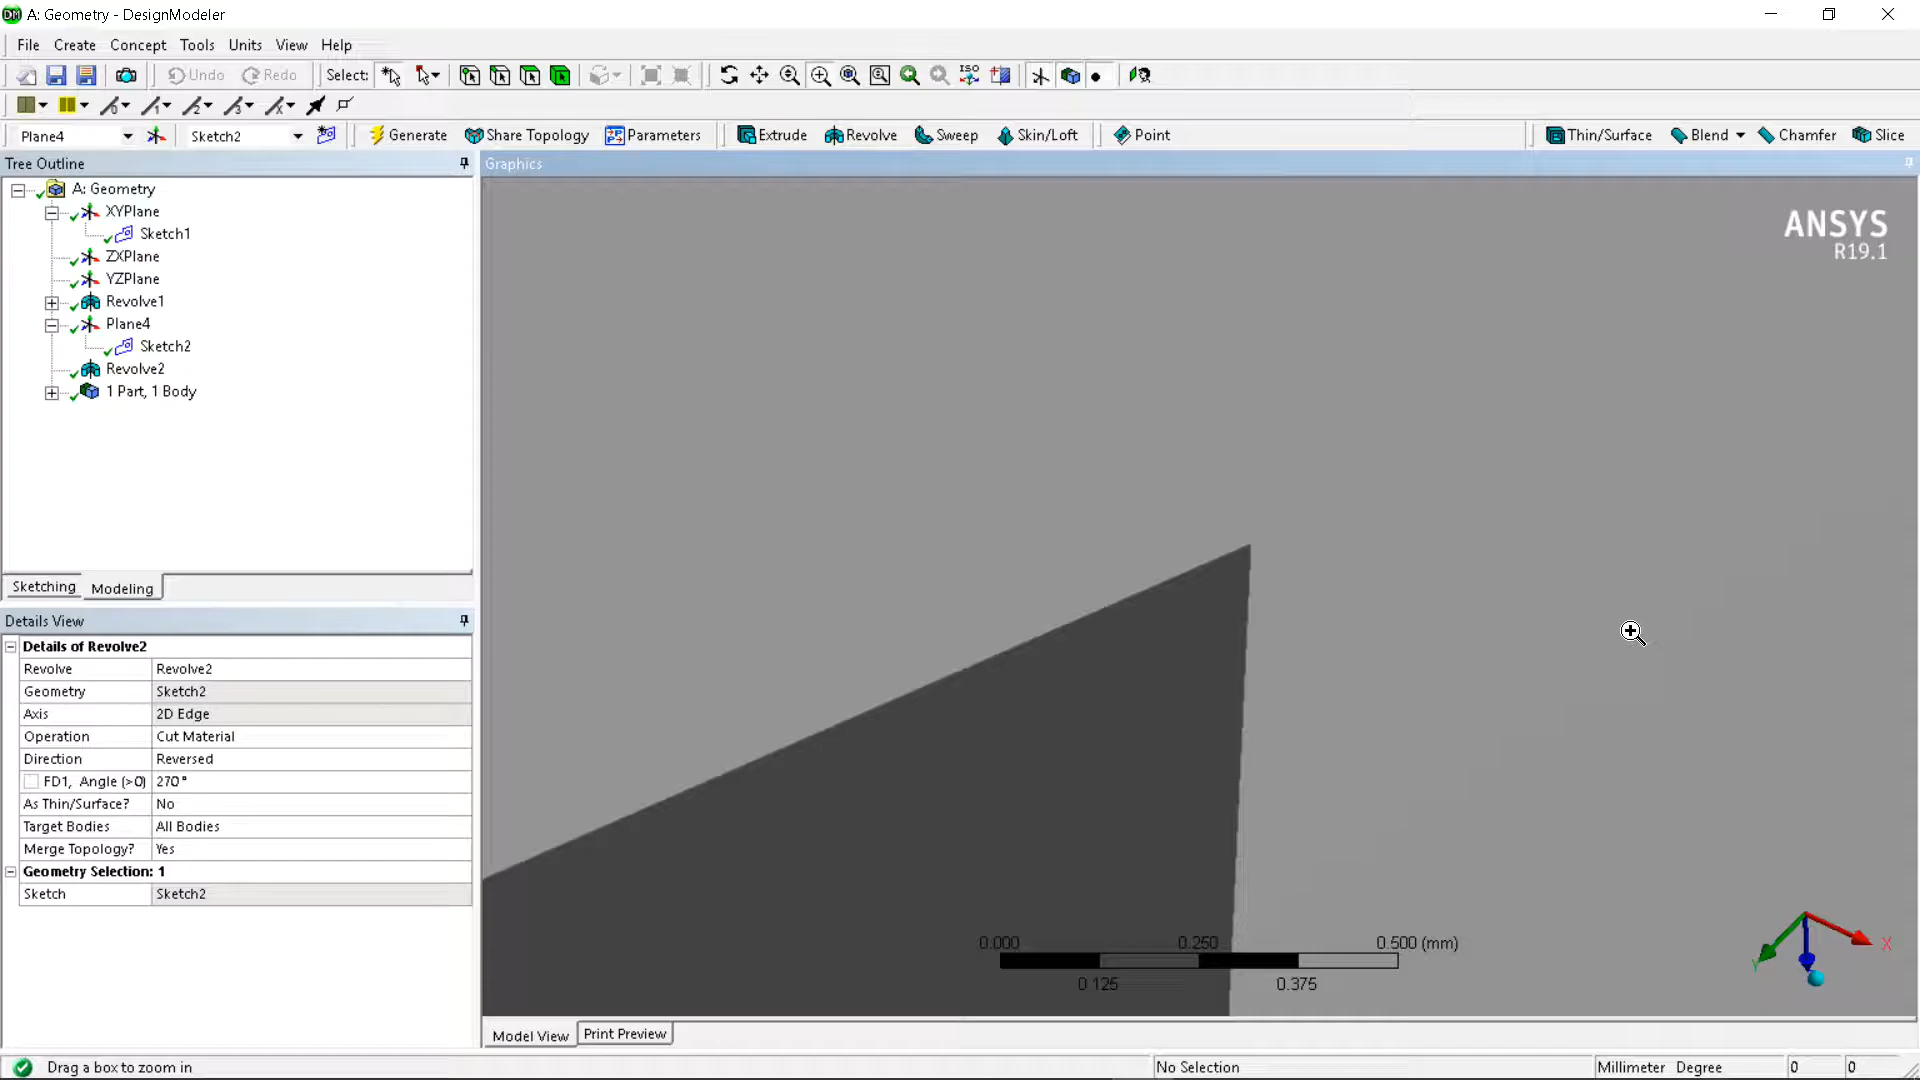 A: Geometry - DesignModeler
File Create Concept Tools Units View Help
Undo Redo Select: ISO
Plane4 Sketch2 Generate Share Topology Parameters Extrude Revolve Sweep Skin/Loft Point Thin/Surface Blend Chamfer Slice
Tree Outline
Graphics
A: Geometry
XYPlane
Sketch1
ZXPlane
YZPlane
Revolve1
Plane4
Sketch2
Revolve2
1 Part, 1 Body
ANSYS
R19.1
Sketching Modeling
Details View
Details of Revolve2
Revolve Revolve2
Geometry Sketch2
Axis 2D Edge
Operation Cut Material
Direction Reversed
FD1, Angle (>0) 270 °
As Thin/Surface? No
Target Bodies All Bodies
Merge Topology? Yes
Geometry Selection: 1
Sketch Sketch2
0.000 0.250 0.500 (mm)
0.125 0.375
X
Y
Model View Print Preview
Drag a box to zoom in
No Selection
Millimeter Degree 0 0